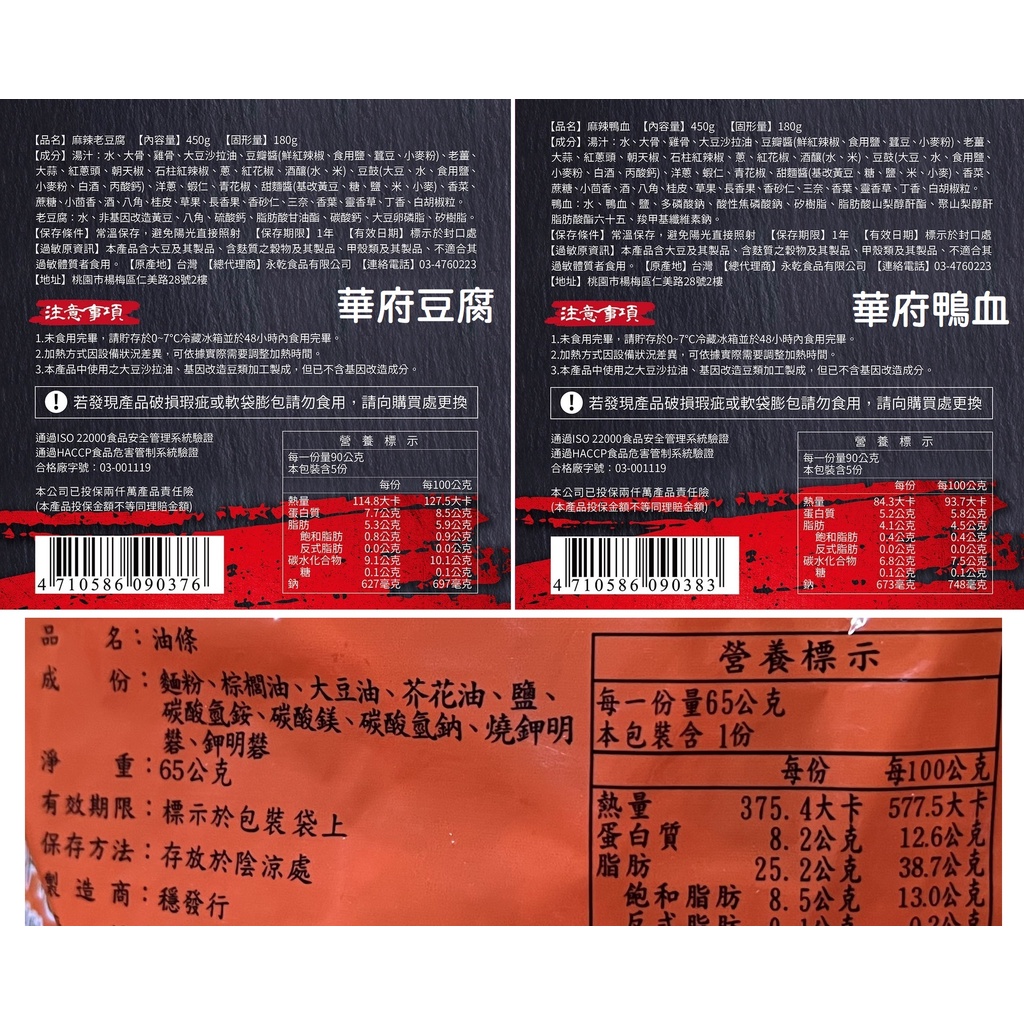 【品名】麻辣老豆腐 【內容量】450g 【固形量】180g
【成分】湯汁：水、大骨、雞骨、大豆沙拉油、豆瓣醬(鮮紅辣椒、食用鹽、蠶豆、小麥粉)、老薑、
大蒜、紅蔥頭、朝天椒、石柱紅辣椒、蔥、紅花椒、酒釀(水、米)、豆鼓(大豆、水、食用鹽、
小麥粉、白酒、丙酸鈣)、洋蔥、蝦仁、青花椒、甜麵醬(基改黃豆、糖、鹽、米、小麥)、香菜、
蔗糖、小茴香、酒、八角、桂皮、草果、長香果、香砂仁、三奈、香葉、靈香草、丁香、白胡椒粒。
老豆腐：水、非基因改造黃豆、八角、硫酸鈣、脂肪酸甘油酯、碳酸鈣、大豆卵磷脂、矽樹脂。
【保存條件】常溫保存，避免陽光直接照射 【保存期限】1年 【有效日期】標示於封口處
【過敏原資訊】本產品含大豆及其製品、含麩質之穀物及其製品、甲殼類及其製品、不適合其
過敏體質者食用。【原產地】台灣 【總代理商】永乾食品有限公司 【連絡電話】03-4760223
【地址】桃園市楊梅區仁美路28號2樓
注意事項
華府豆腐
1.未食用完畢，請貯存於0~7°C冷藏冰箱並於48小時內食用完畢。
2.加熱方式因設備狀況差異，可依據實際需要調整加熱時間。
3.本產品中使用之大豆沙拉油、基因改造豆類加工製成，但已不含基因改造成分。
! 若發現產品破損瑕疵或軟袋膨包請勿食用，請向購買處更換
通過ISO 22000食品安全管理系統驗證
通過HACCP食品危害管制系統驗證
合格廠字號：03-001119
本公司已投保兩仟萬產品責任險
(本產品投保金額不等同理賠金額)
4 710586 090376
營養標示
每一份量90公克
本包裝含5份
每份 每100公克
熱量 114.8大卡 127.5大卡
蛋白質 7.7公克 8.5公克
脂肪 5.3公克 5.9公克
飽和脂肪 0.8公克 0.9公克
反式脂肪 0.0公克 0.0公克
碳水化合物 9.1公克 10.1公克
糖 0.1公克 0.1公克
鈉 627毫克 697毫克
【品名】麻辣鴨血 【內容量】450g 【固形量】180g
【成分】湯汁：水、大骨、雞骨、大豆沙拉油、豆瓣醬(鮮紅辣椒、食用鹽、蠶豆、小麥粉)、老薑、
大蒜、紅蔥頭、朝天椒、石柱紅辣椒、蔥、紅花椒、酒釀(水、米)、豆鼓(大豆、水、食用鹽、
小麥粉、白酒、丙酸鈣)、洋蔥、蝦仁、青花椒、甜麵醬(基改黃豆、糖、鹽、米、小麥)、香菜、
蔗糖、小茴香、酒、八角、桂皮、草果、長香果、香砂仁、三奈、香葉、靈香草、丁香、白胡椒粒。
鴨血：水、鴨血、鹽、多磷酸鈉、酸性焦磷酸鈉、矽樹脂、脂肪酸山梨醇酐酯、聚山梨醇酐
脂肪酸酯六十五、羧甲基纖維素鈉。
【保存條件】常溫保存，避免陽光直接照射 【保存期限】1年 【有效日期】標示於封口處
【過敏原資訊】本產品含大豆及其製品、含麩質之穀物及其製品、甲殼類及其製品、不適合其
過敏體質者食用。【原產地】台灣 【總代理商】永乾食品有限公司 【連絡電話】03-4760223
【地址】桃園市楊梅區仁美路28號2樓
注意事項
華府鴨血
1.未食用完畢，請貯存於0~7°C冷藏冰箱並於48小時內食用完畢。
2.加熱方式因設備狀況差異，可依據實際需要調整加熱時間。
3.本產品中使用之大豆沙拉油、基因改造豆類加工製成，但已不含基因改造成分。
! 若發現產品破損瑕疵或軟袋膨包請勿食用，請向購買處更換
通過ISO 22000食品安全管理系統驗證
通過HACCP食品危害管制系統驗證
合格廠字號：03-001119
本公司已投保兩仟萬產品責任險
(本產品投保金額不等同理賠金額)
4 710586 090383
營養標示
每一份量90公克
本包裝含5份
每份 每100公克
熱量 84.3大卡 93.7大卡
蛋白質 5.2公克 5.8公克
脂肪 4.1公克 4.5公克
飽和脂肪 0.4公克 0.4公克
反式脂肪 0.0公克 0.0公克
碳水化合物 6.8公克 7.5公克
糖 0.1公克 0.1公克
鈉 673毫克 748毫克
品名：油條
成份：麵粉、棕櫚油、大豆油、芥花油、鹽、
碳酸氫銨、碳酸鎂、碳酸氫鈉、燒鉀明
礬、鉀明礬
淨重：65公克
有效期限：標示於包裝袋上
保存方法：存放於陰涼處
製造商：穩發行
營養標示
每一份量65公克
本包裝含 1份
每份 每100公克
熱量 375.4大卡 577.5大卡
蛋白質 8.2公克 12.6公克
脂肪 25.2公克 38.7公克
飽和脂肪 8.5公克 13.0公克
反式脂肪 0.1公克 0.2公克